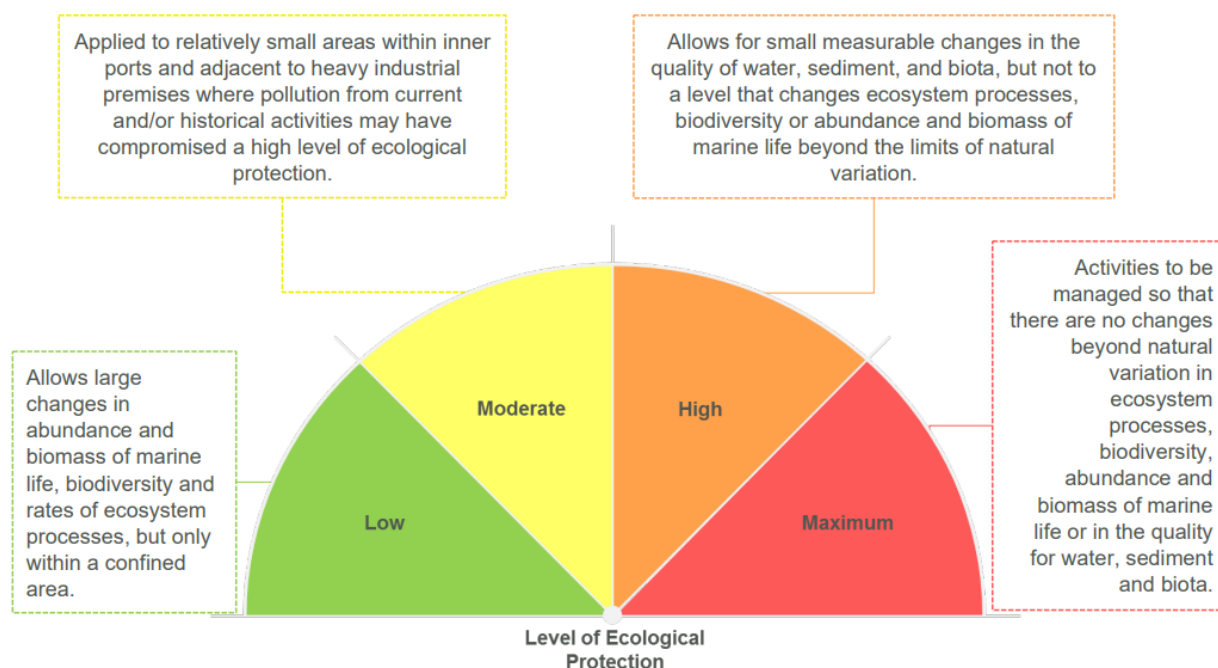 Applied to relatively small areas within inner
ports and adjacent to heavy industrial
premises where pollution from current
and/or historical activities may have
compromised a high level of ecological
protection.
Allows for small measurable changes in the
quality of water, sediment, and biota, but not to
a level that changes ecosystem processes,
biodiversity or abundance and biomass of
marine life beyond the limits of natural
variation.
Allows large
changes in
abundance and
biomass of marine
life, biodiversity and
rates of ecosystem
processes, but only
within a confined
area.
Activities to be
managed so that
there are no changes
beyond natural
variation in
ecosystem
processes,
biodiversity,
abundance and
biomass of marine
life or in the quality
for water, sediment
and biota.
Low
Moderate
High
Maximum
Level of Ecological
Protection